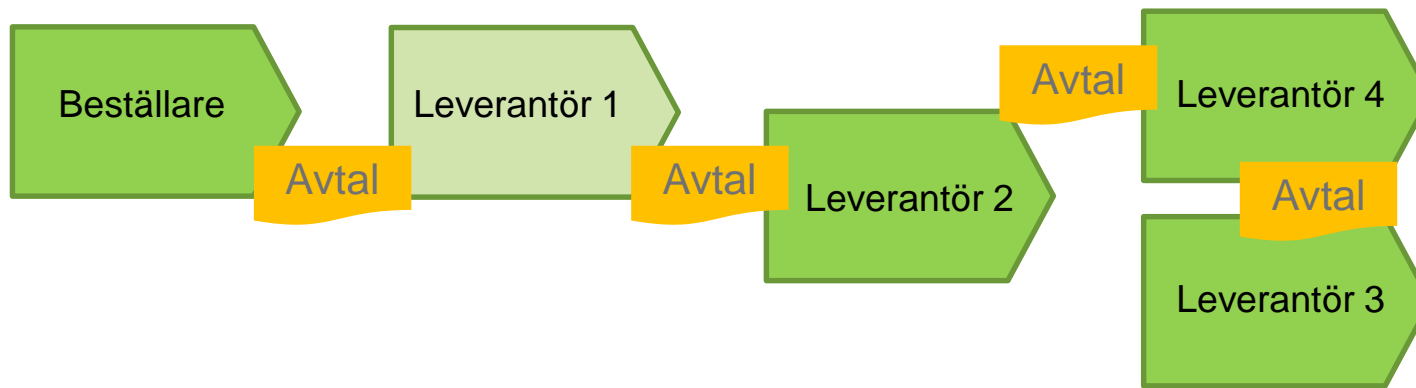 Beställare
Avtal
Leverantör 1
Avtal
Leverantör 2
Avtal
Leverantör 4
Avtal
Leverantör 3